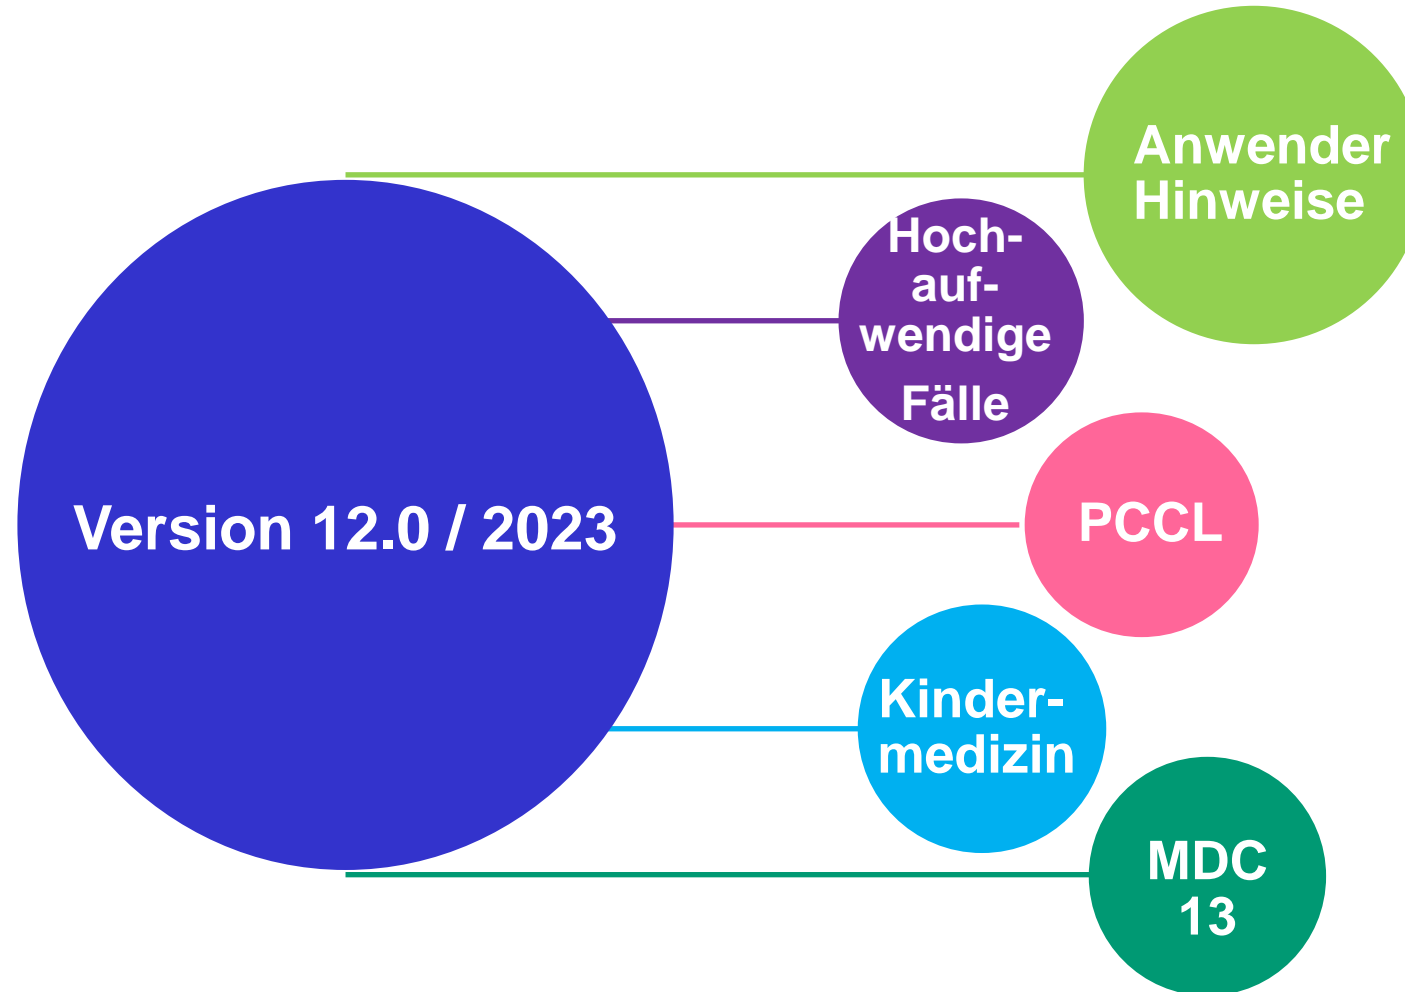 Version 12.0 / 2023
Anwender
Hinweise
Hoch-
auf-
wendige
Fälle
PCCL
Kinder-
medizin
MDC
13